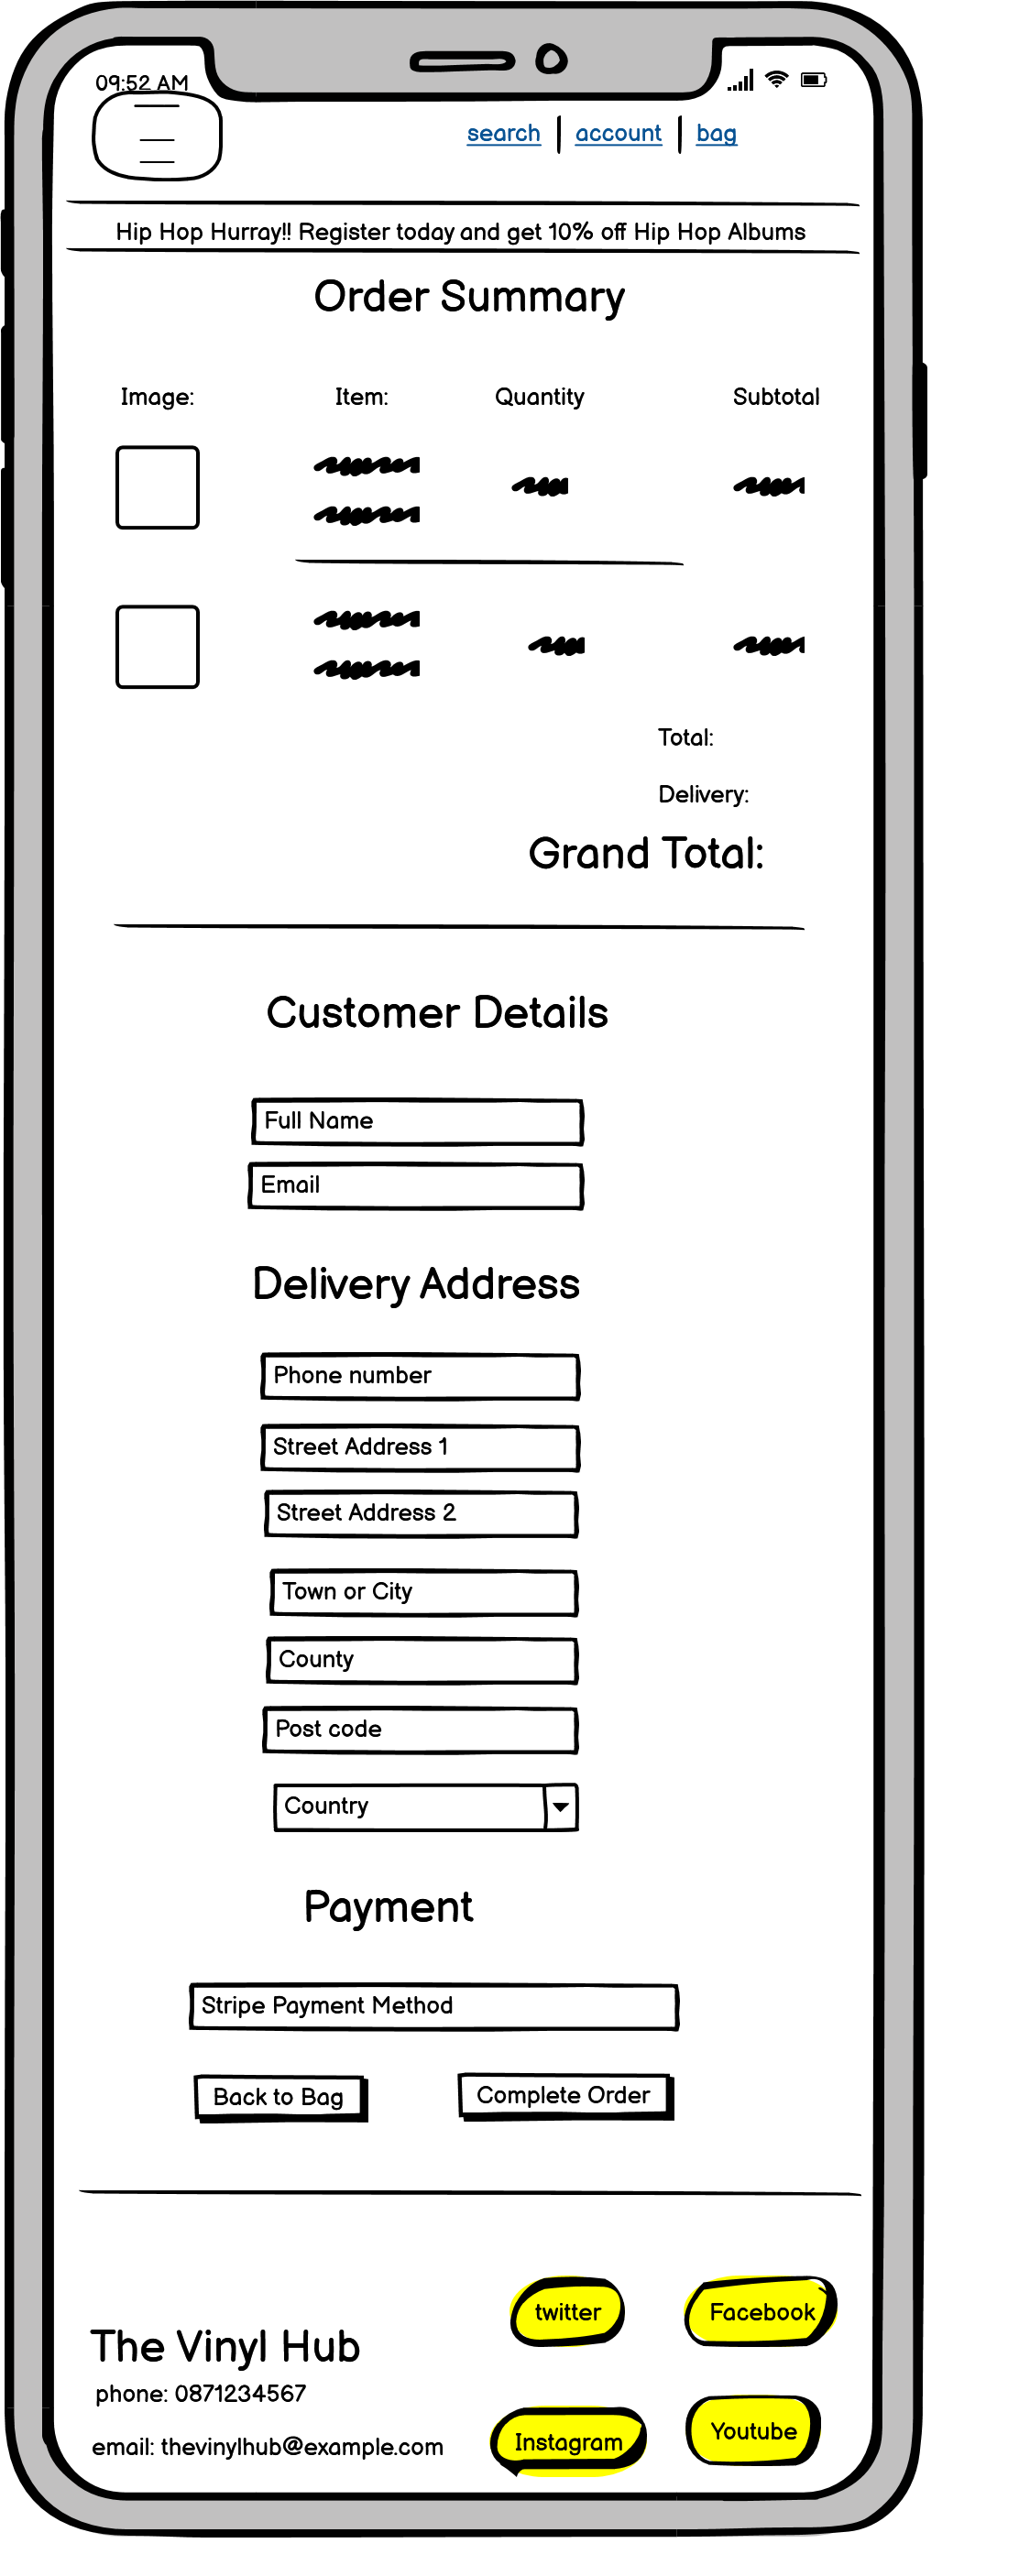 09:52 AM
search | account | bag
Hip Hop Hurray!! Register today and get 10% off Hip Hop Albums
Order Summary
Image: Item: Quantity Subtotal
Total:
Delivery:
Grand Total:
Customer Details
Full Name
Email
Delivery Address
Phone number
Street Address 1
Street Address 2
Town or City
County
Post code
Country
Payment
Stripe Payment Method
Back to Bag Complete Order
twitter Facebook
The Vinyl Hub
phone: 0871234567
Instagram Youtube
email: thevinylhub@example.com